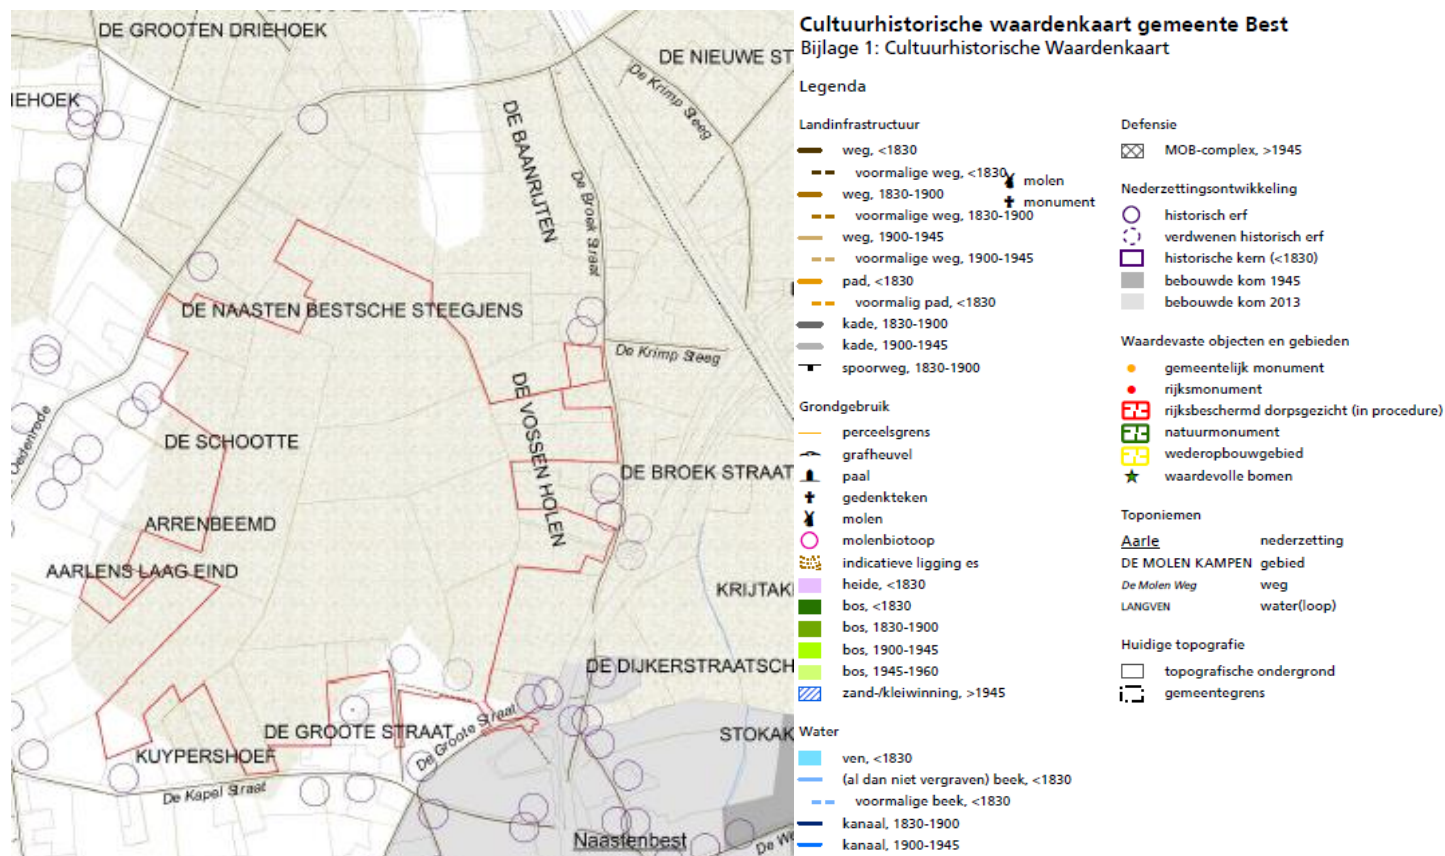 DE GROOTEN DRIEHOEK
DE NIEUWE ST
De Krimp Steeg
IEHOEK
DE BAANRIJTEN
De Broek Straat
DE NAASTEN BESTSCHE STEEGJENS
De Krimp Steeg
DE VOSSEN HOLEN
Oedenrode
DE SCHOOTTE
DE BROEK STRAAT
ARRENBEEMD
AARLENS LAAG EIND
KRIJTAK
DE DIJKERSTRAATSCH
DE GROOTE STRAAT
De Groote Straat
STOKAK
KUYPERSHOEF
De Kapel Straat
Naastenbest
De We
Cultuurhistorische waardenkaart gemeente Best
Bijlage 1: Cultuurhistorische Waardenkaart
Legenda
Landinfrastructuur
weg, <1830
voormalige weg, <1830
weg, 1830-1900
voormalige weg, 1830-1900
weg, 1900-1945
voormalige weg, 1900-1945
pad, <1830
voormalig pad, <1830
kade, 1830-1900
kade, 1900-1945
spoorweg, 1830-1900
molen
monument
Grondgebruik
perceelsgrens
grafheuvel
paal
gedenkteken
molen
molenbiotoop
indicatieve ligging es
heide, <1830
bos, <1830
bos, 1830-1900
bos, 1900-1945
bos, 1945-1960
zand-/kleiwinning, >1945
Water
ven, <1830
(al dan niet vergraven) beek, <1830
voormalige beek, <1830
kanaal, 1830-1900
kanaal, 1900-1945
Defensie
MOB-complex, >1945
Nederzettingsontwikkeling
historisch erf
verdwenen historisch erf
historische kern (<1830)
bebouwde kom 1945
bebouwde kom 2013
Waardevaste objecten en gebieden
gemeentelijk monument
rijksmonument
rijksbeschermd dorpsgezicht (in procedure)
natuurmonument
wederopbouwgebied
waardevolle bomen
Toponiemen
Aarle nederzetting
DE MOLEN KAMPEN gebied
De Molen Weg weg
LANGVEN water(loop)
Huidige topografie
topografische ondergrond
gemeentegrens